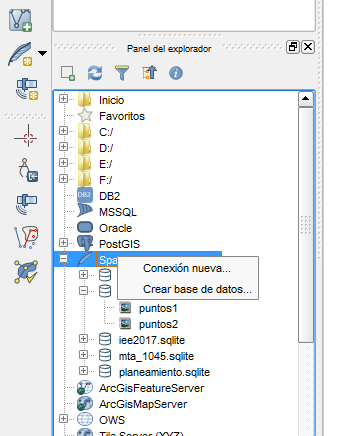 Panel del explorador
Inicio
Favoritos
C:/
D:/
E:/
F:/
DB2
DB2
MSSQL
Oracle
PostGIS
Spa
Conexión nueva...
Crear base de datos...
puntos1
puntos2
iee2017.sqlite
mta_1045.sqlite
planeamiento.sqlite
ArcGisFeatureServer
ArcGisMapServer
OWS
Tile Server (XYZ)